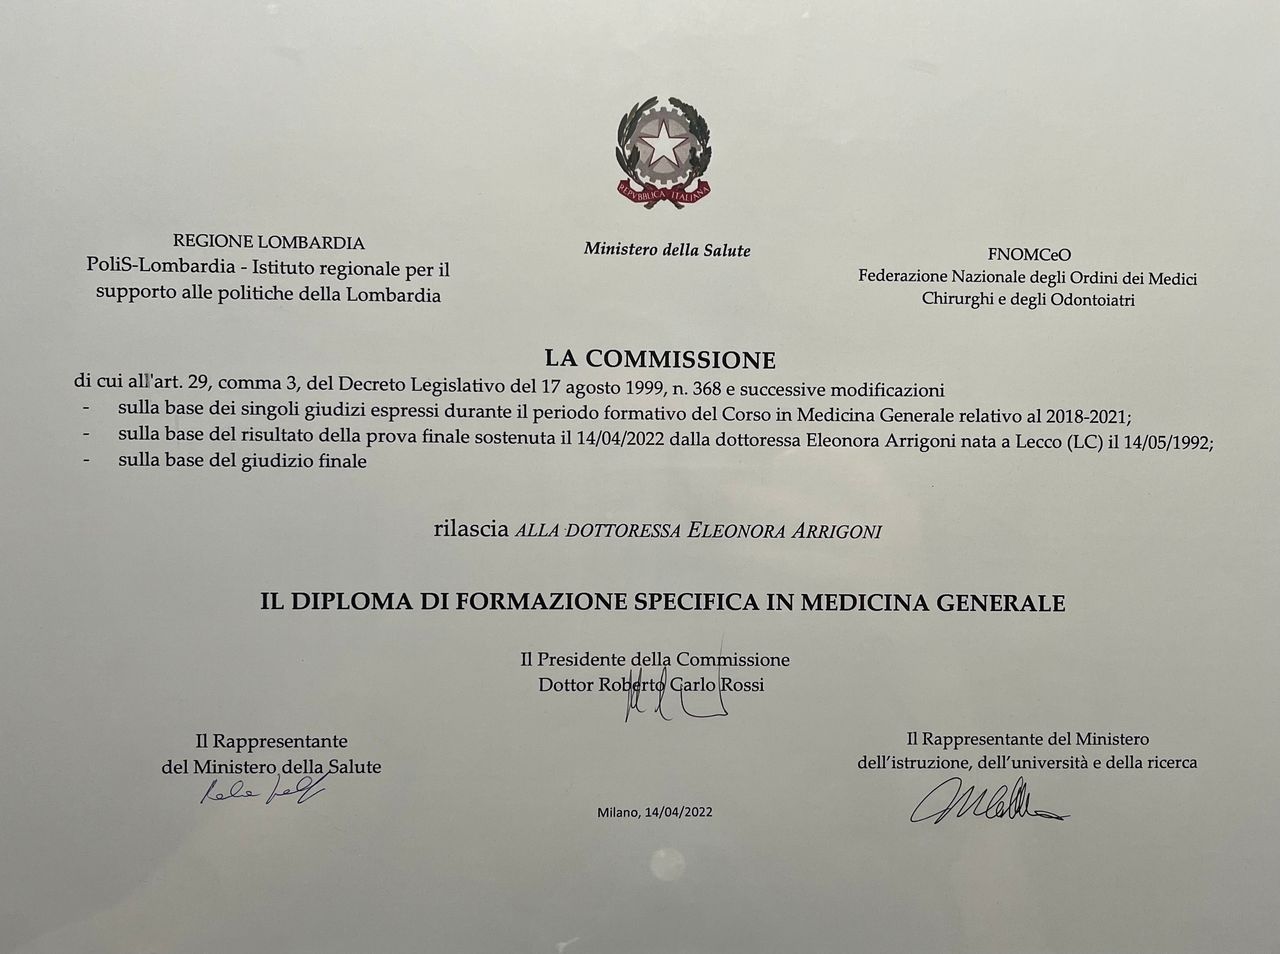 REPVBBLICA ITALIANA
REGIONE LOMBARDIA
PoliS-Lombardia - Istituto regionale per il
supporto alle politiche della Lombardia
Ministero della Salute
FNOMCeO
Federazione Nazionale degli Ordini dei Medici
Chirurghi e degli Odontoiatri
LA COMMISSIONE
di cui all'art. 29, comma 3, del Decreto Legislativo del 17 agosto 1999, n. 368 e successive modificazioni
- sulla base dei singoli giudizi espressi durante il periodo formativo del Corso in Medicina Generale relativo al 2018-2021;
- sulla base del risultato della prova finale sostenuta il 14/04/2022 dalla dottoressa Eleonora Arrigoni nata a Lecco (LC) il 14/05/1992;
- sulla base del giudizio finale
rilascia ALLA DOTTORESSA ELEONORA ARRIGONI
IL DIPLOMA DI FORMAZIONE SPECIFICA IN MEDICINA GENERALE
Il Presidente della Commissione
Dottor Roberto Carlo Rossi
Il Rappresentante
del Ministero della Salute
Il Rappresentante del Ministero
dell'istruzione, dell'università e della ricerca
Milano, 14/04/2022